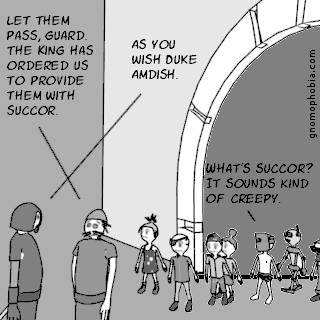 LET THEM
PASS, GUARD.
THE KING HAS
ORDERED US
TO PROVIDE
THEM WITH
SUCCOR.
AS YOU
WISH DUKE
AMDISH.
WHAT'S SUCCOR?
IT SOUNDS KIND
OF CREEPY.
gnomophobia.com